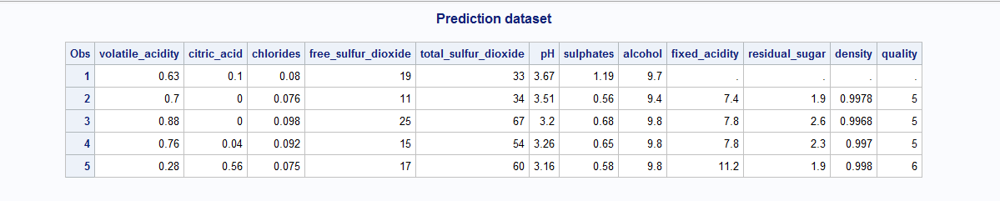 Prediction dataset
Obs volatile_acidity citric_acid chlorides free_sulfur_dioxide total_sulfur_dioxide pH sulphates alcohol fixed_acidity residual_sugar density quality
1 0.63 0.1 0.08 19 33 3.67 1.19 9.7 . . . .
2 0.7 0 0.076 11 34 3.51 0.56 9.4 7.4 1.9 0.9978 5
3 0.88 0 0.098 25 67 3.2 0.68 9.8 7.8 2.6 0.9968 5
4 0.76 0.04 0.092 15 54 3.26 0.65 9.8 7.8 2.3 0.997 5
5 0.28 0.56 0.075 17 60 3.16 0.58 9.8 11.2 1.9 0.998 6